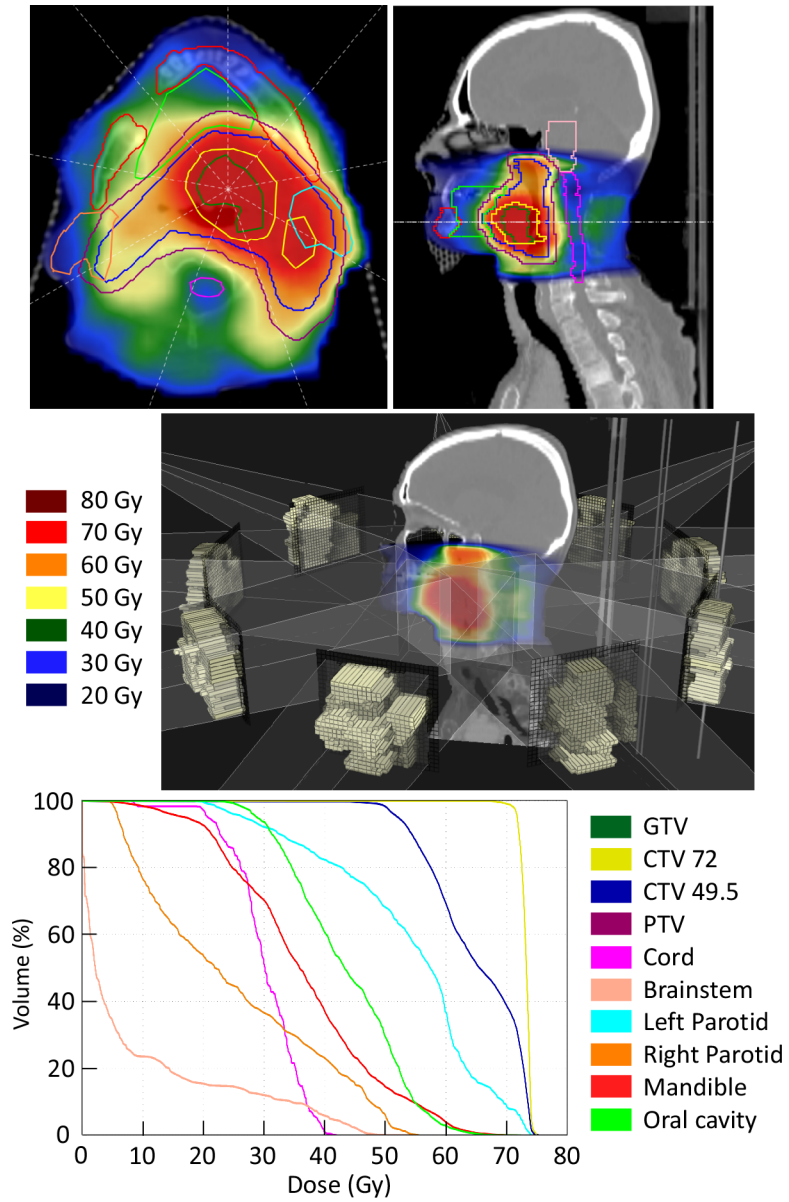 80 Gy
70 Gy
60 Gy
50 Gy
40 Gy
30 Gy
20 Gy
100
80
60
40
20
0
Volume (%)
0 10 20 30 40 50 60 70 80
Dose (Gy)
GTV
CTV 72
CTV 49.5
PTV
Cord
Brainstem
Left Parotid
Right Parotid
Mandible
Oral cavity